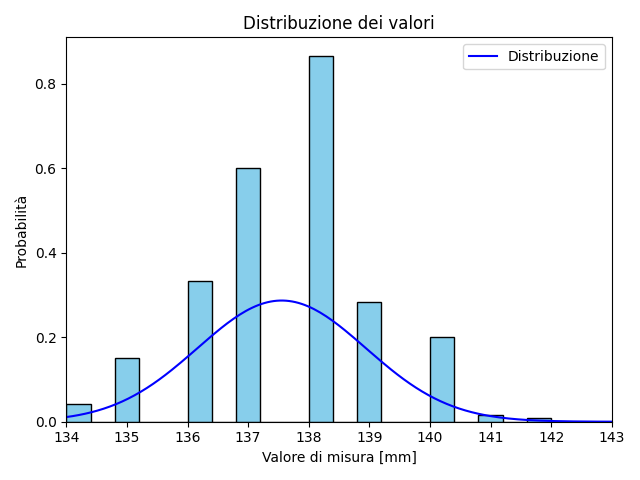 Distribuzione dei valori
Distribuzione
Probabilità
0.8
0.6
0.4
0.2
0.0
134 135 136 137 138 139 140 141 142 143
Valore di misura [mm]